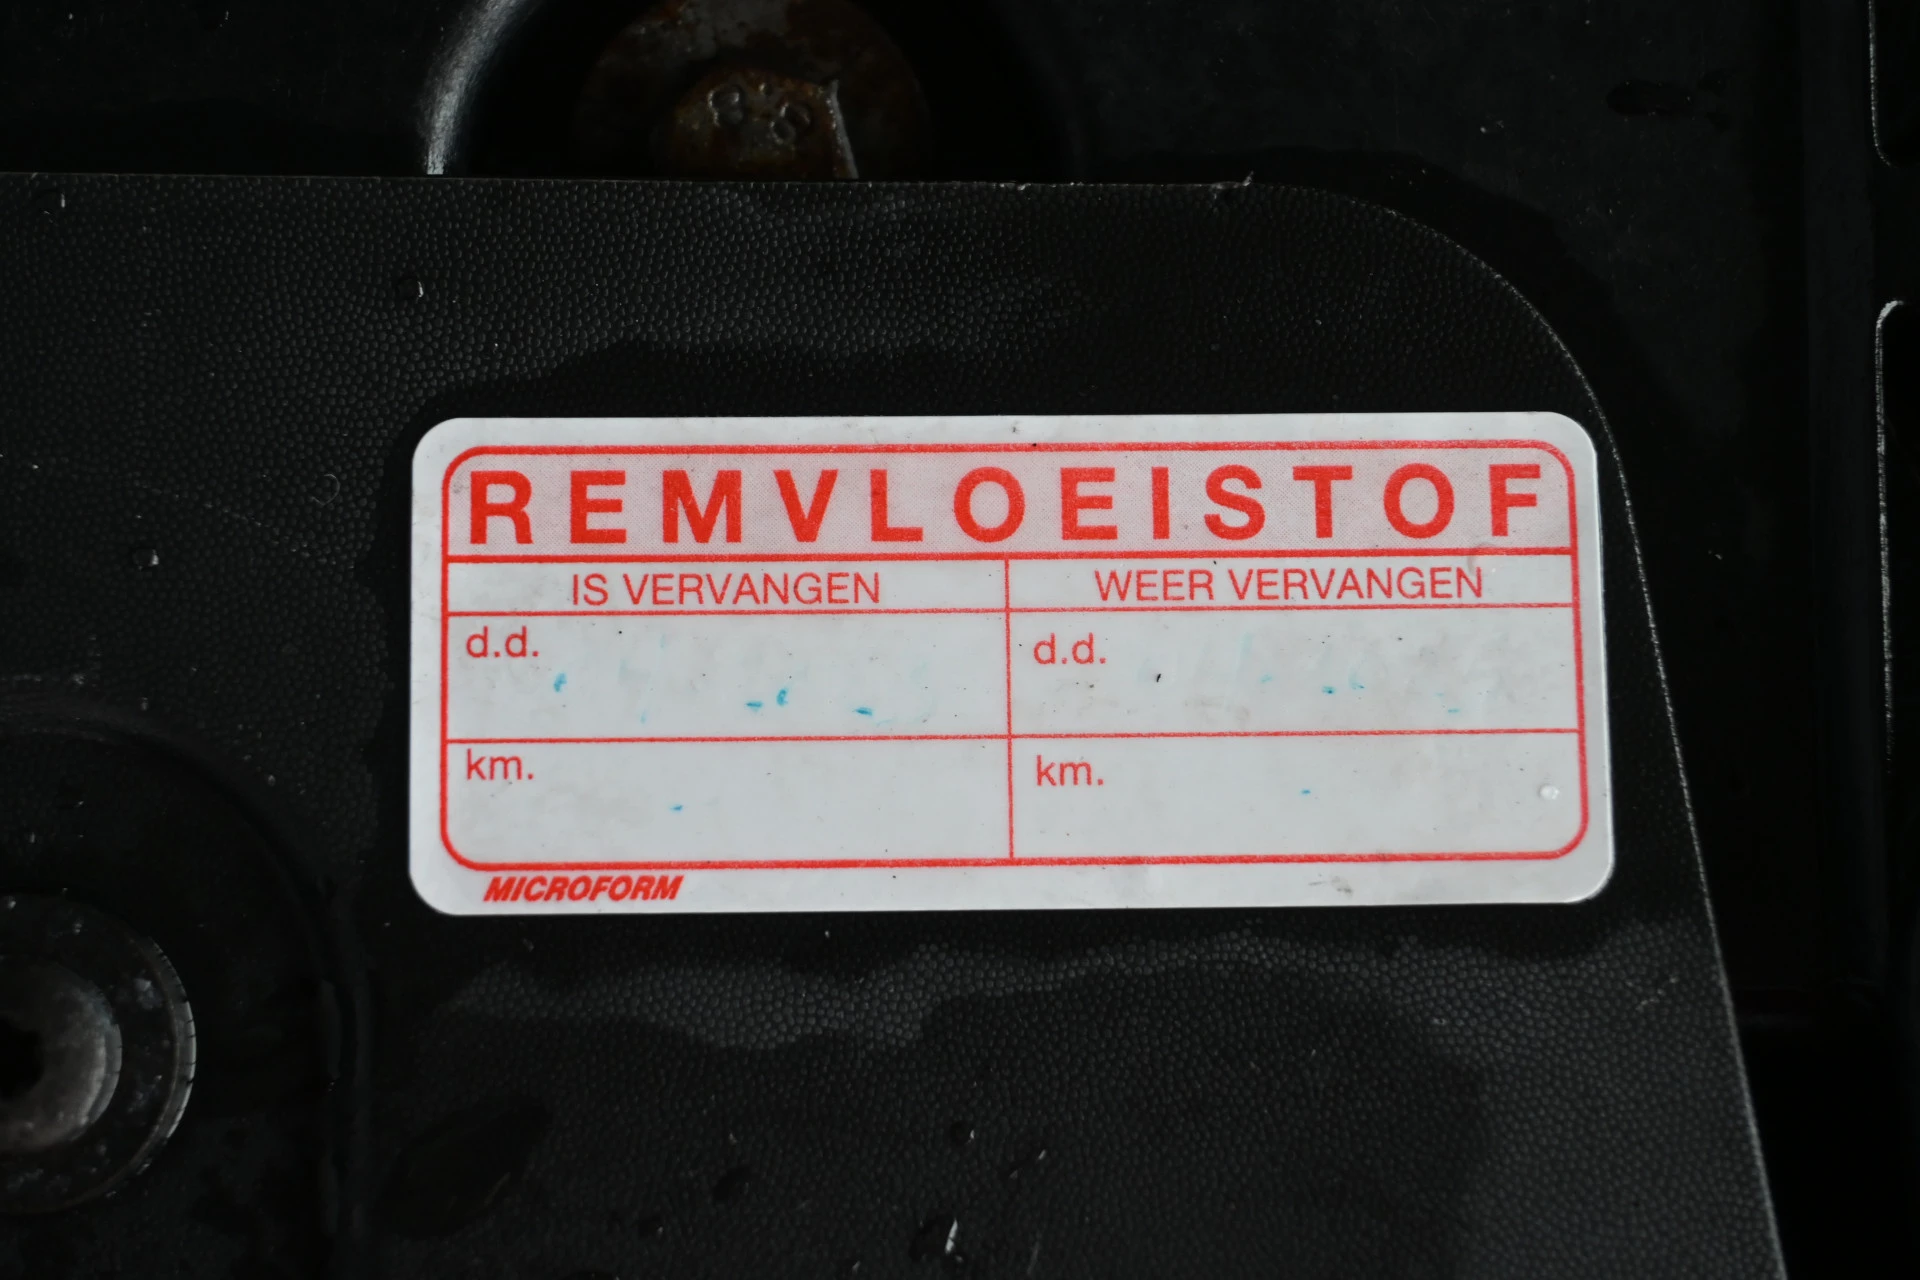 REMVLOEISTOF
IS VERVANGEN
WEER VERVANGEN
d.d.
d.d.
km.
km.
MICROFORM